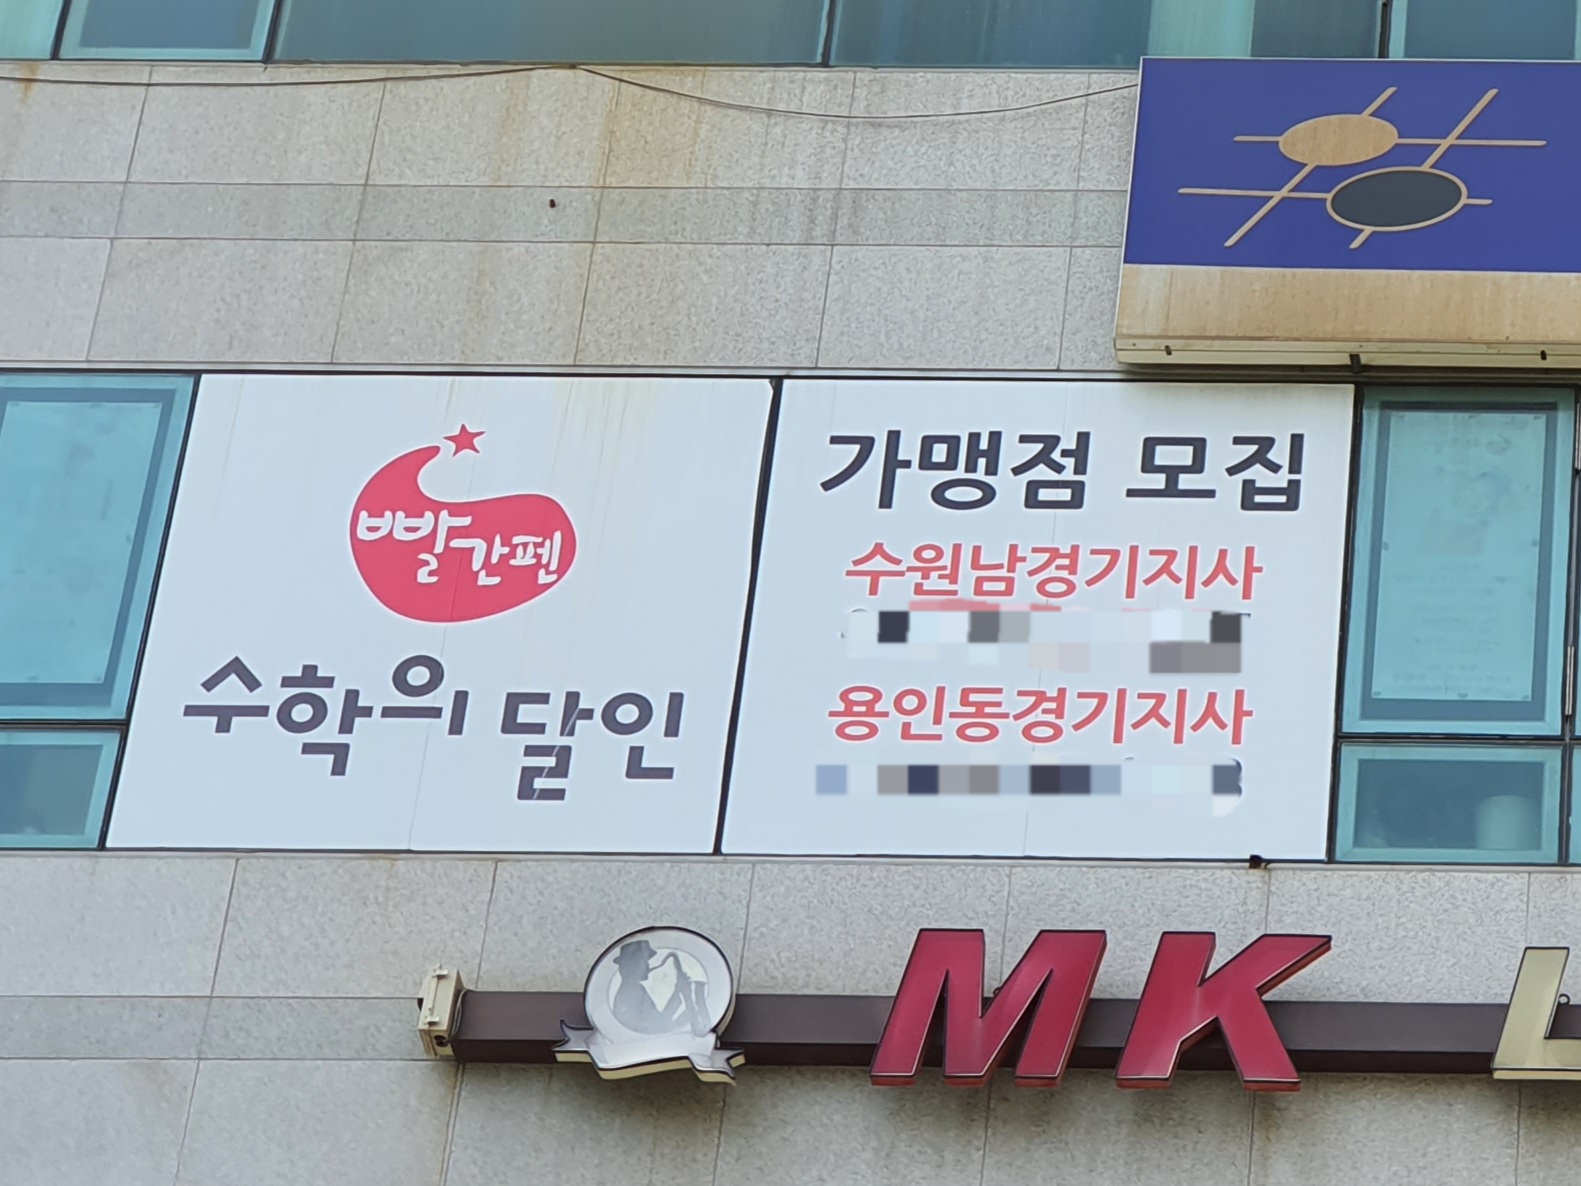 빨간펜
수학의 달인
가맹점 모집
수원남경기지사
용인동경기지사
MK